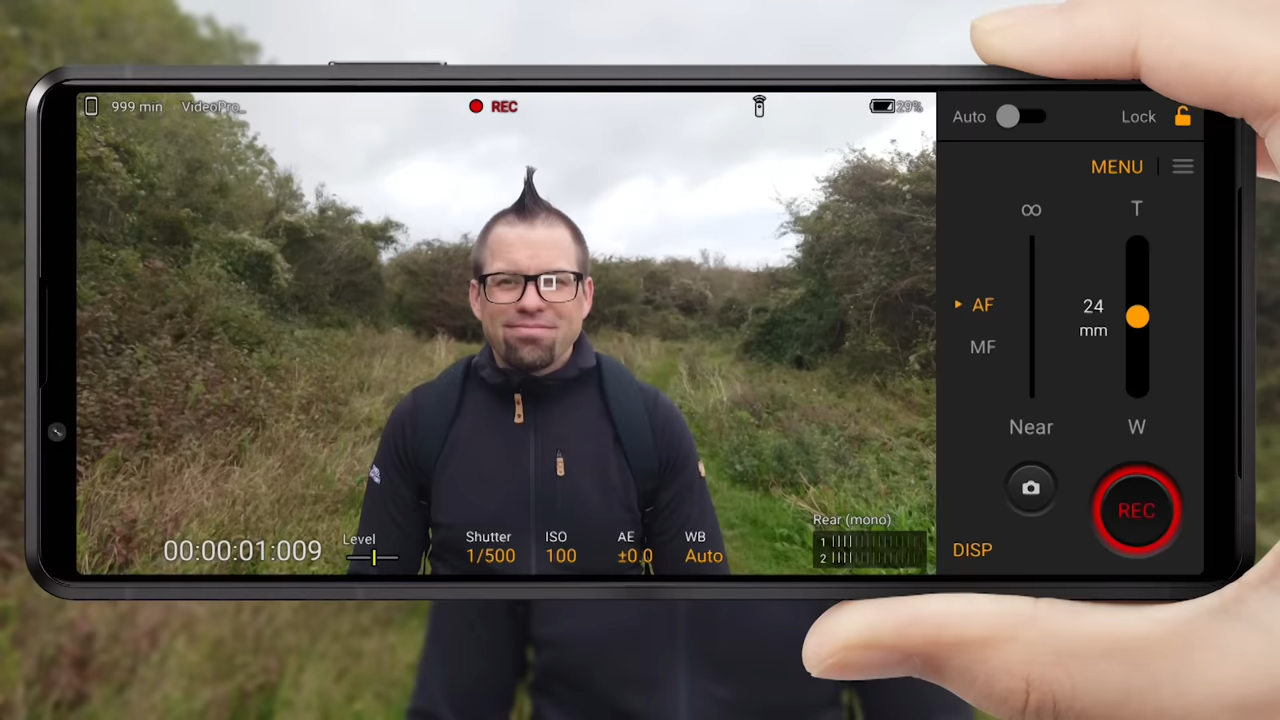 999 min VideoPro_ REC 29%
Auto Lock
MENU
∞ T
AF
24
mm
MF
Near W
REC
DISP
00:00:01:009
Level
Shutter ISO AE WB
1/500 100 ±0.0 Auto
Rear (mono)
1
2